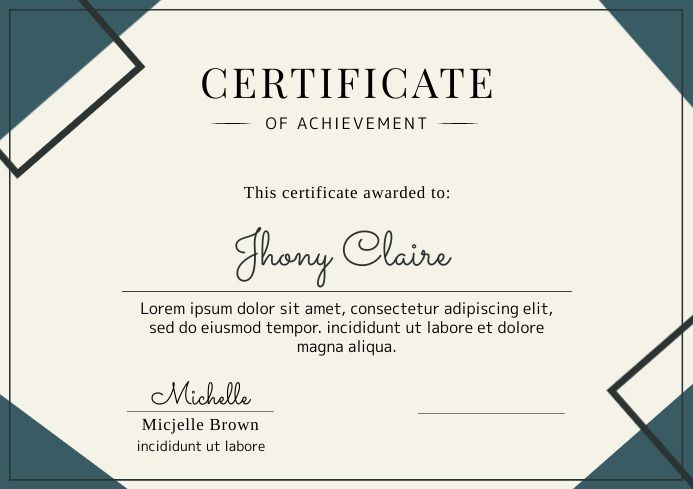 CERTIFICATE
OF ACHIEVEMENT
This certificate awarded to:
Jhony Claire
Lorem ipsum dolor sit amet, consectetur adipiscing elit,
sed do eiusmod tempor. incididunt ut labore et dolore
magna aliqua.
Michelle
Micjelle Brown
incididunt ut labore